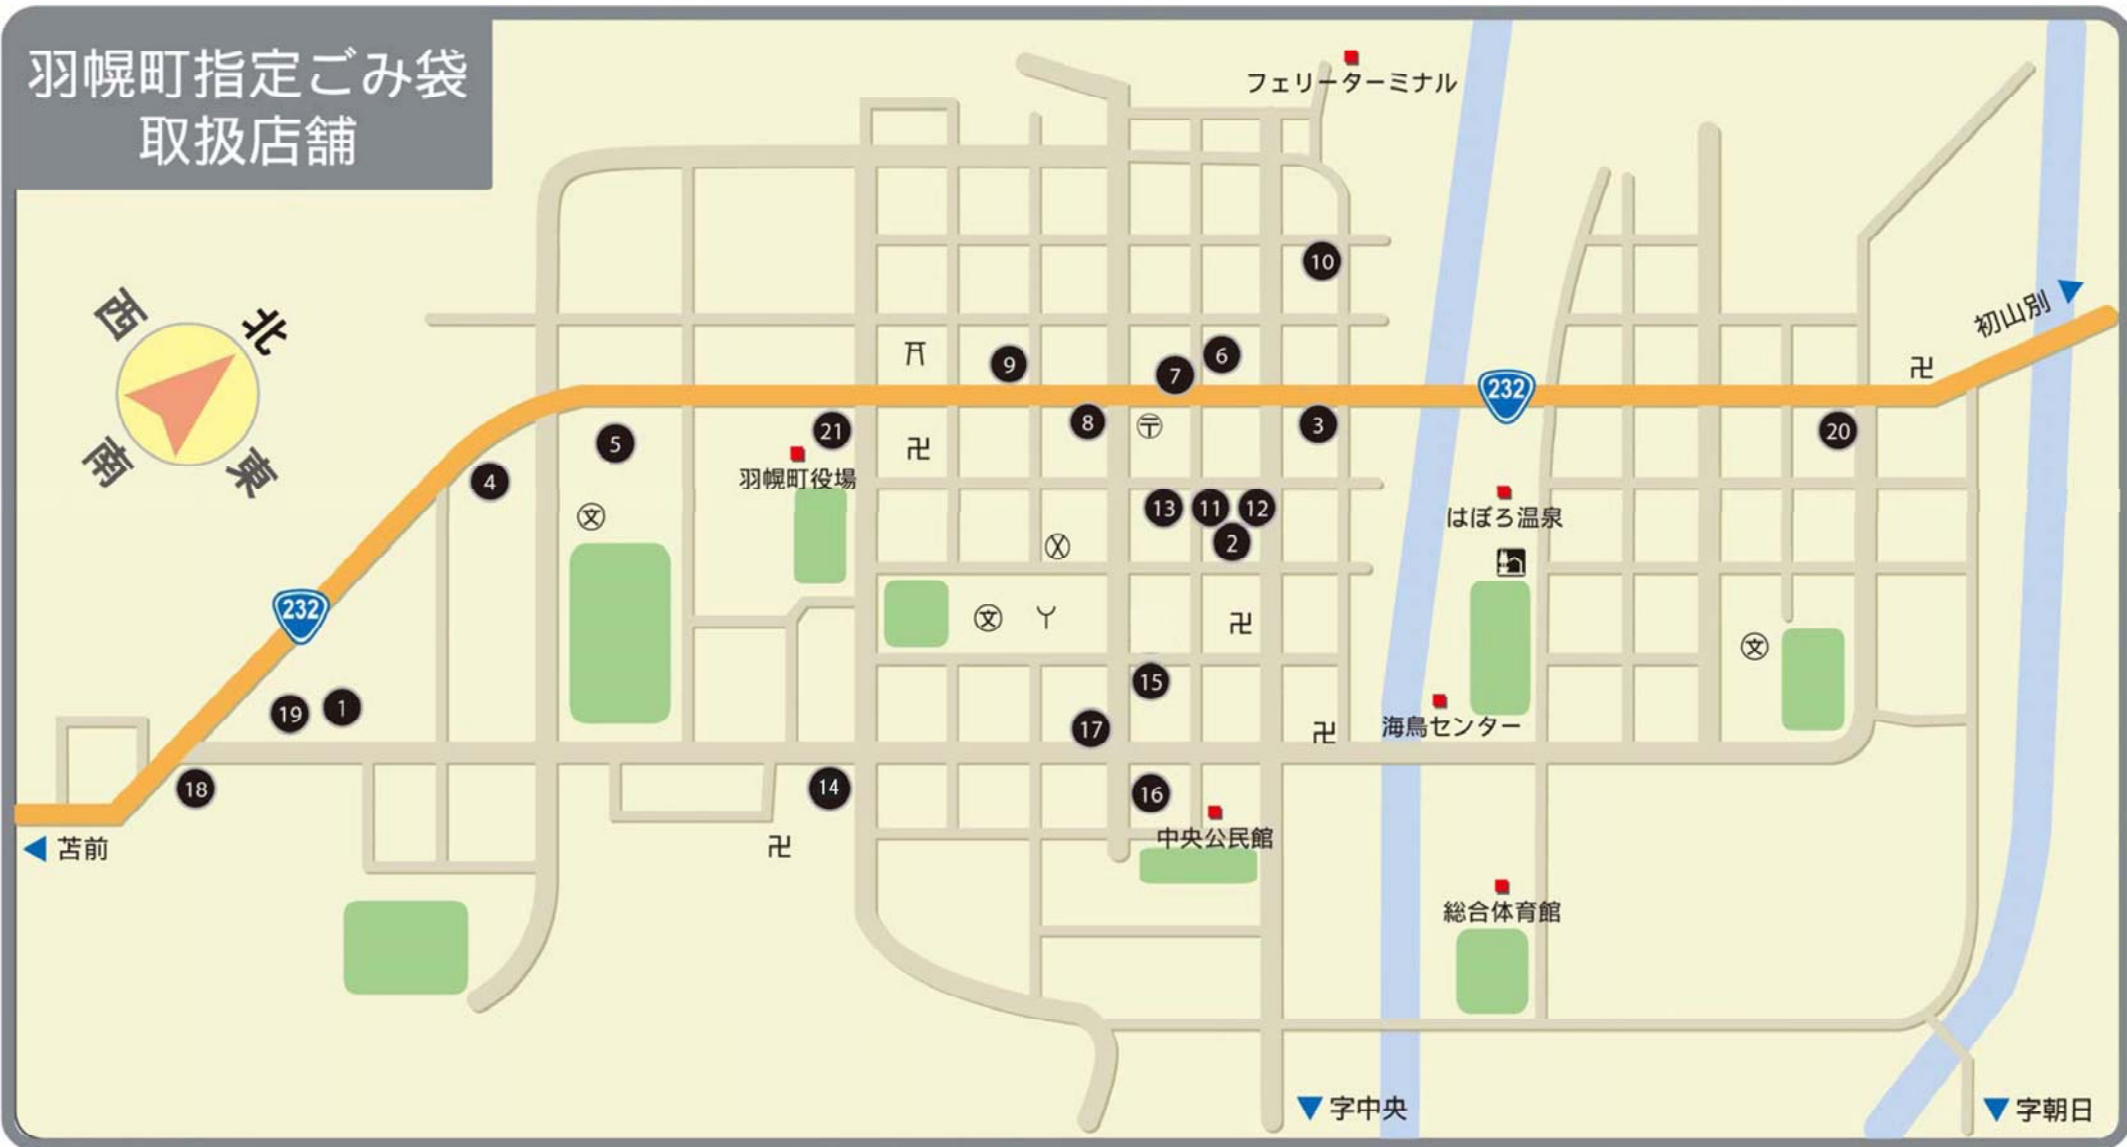 羽幌町指定ごみ袋
取扱店舗
フェリーターミナル
西
北
南
東
10
初山別
6
9
7
232
8
〒
3
5
21
20
4
羽幌町役場
文
13
11
12
はぼろ温泉
2
232
文
文
15
19
1
17
海鳥センター
18
14
16
中央公民館
苫前
総合体育館
字中央
字朝日